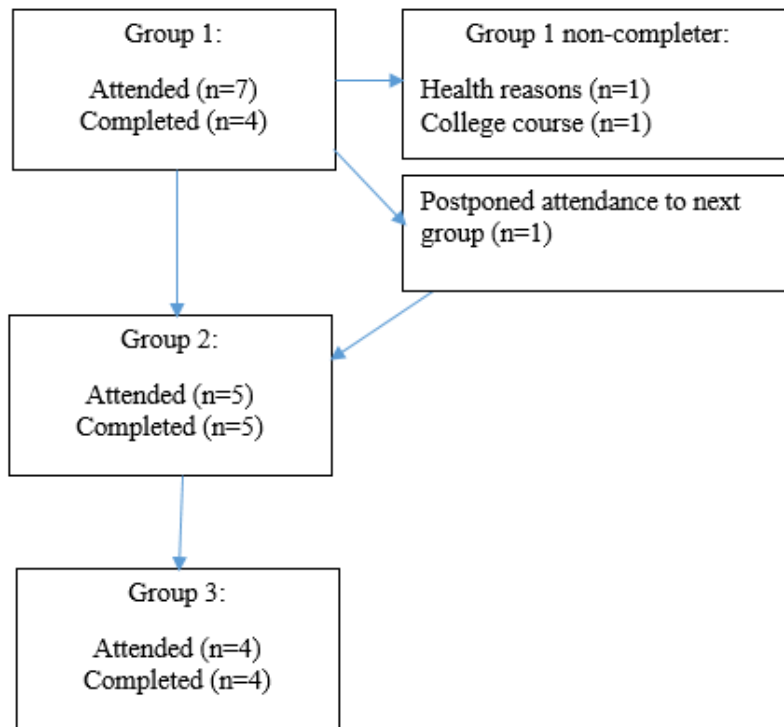 Group 1:
Attended (n=7)
Completed (n=4)
Group 1 non-completer:
Health reasons (n=1)
College course (n=1)
Postponed attendance to next
group (n=1)
Group 2:
Attended (n=5)
Completed (n=5)
Group 3:
Attended (n=4)
Completed (n=4)